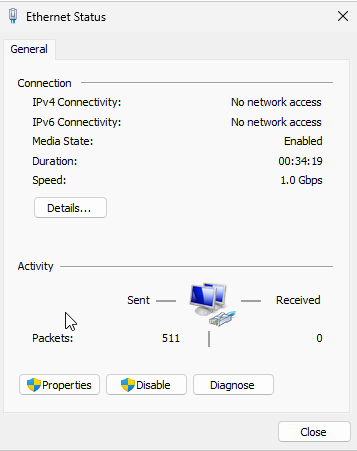 Ethernet Status
General
Connection
IPv4 Connectivity: No network access
IPv6 Connectivity: No network access
Media State: Enabled
Duration: 00:34:19
Speed: 1.0 Gbps
Details...
Activity
Sent Received
Packets: 511 0
Properties Disable Diagnose
Close